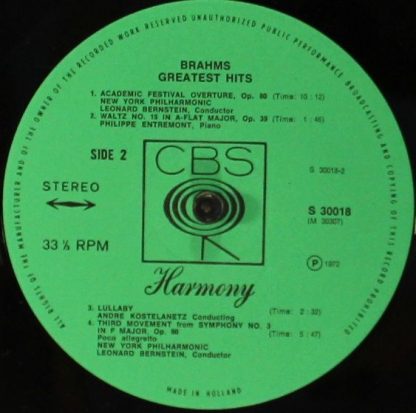 ALL RIGHTS OF THE MANUFACTURER AND OF THE OWNER OF THE RECORDED WORK RESERVED UNAUTHORIZED PUBLIC PERFORMANCE BROADCASTING AND COPYING OF THIS RECORD PROHIBITED
BRAHMS
GREATEST HITS
1. ACADEMIC FESTIVAL OVERTURE, Op. 80 (Time: 10 : 12)
NEW YORK PHILHARMONIC
LEONARD BERNSTEIN, Conductor
2. WALTZ NO. 15 IN A-FLAT MAJOR, Op. 39 (Time: 1 : 46)
PHILIPPE ENTREMONT, Piano
SIDE 2
CBS
S 30018-2
STEREO
S 30018
(M 30307)
33 ⅓ RPM
Ⓟ 1972
Harmony
3. LULLABY (Time: 2 : 32)
ANDRE KOSTELANETZ Conducting
4. THIRD MOVEMENT from SYMPHONY NO. 3
IN F MAJOR, Op. 90 (Time: 5 : 47)
Poco allegretto
NEW YORK PHILHARMONIC
LEONARD BERNSTEIN, Conductor
MADE IN HOLLAND